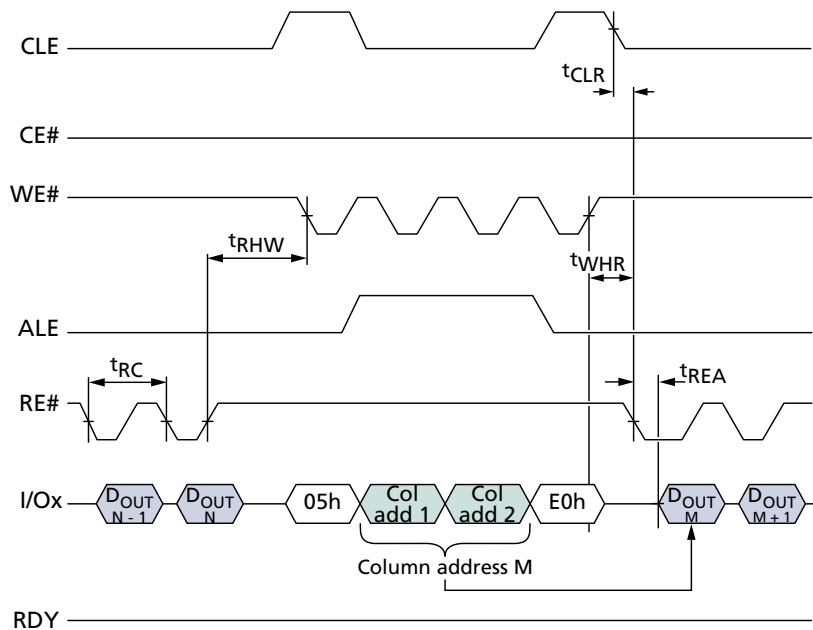 CLE
tCLR
CE#
WE#
tRHW
tWHR
ALE
tRC
tREA
RE#
I/Ox
DOUT
N - 1
DOUT
N
05h
Col
add 1
Col
add 2
E0h
DOUT
M
DOUT
M + 1
Column address M
RDY